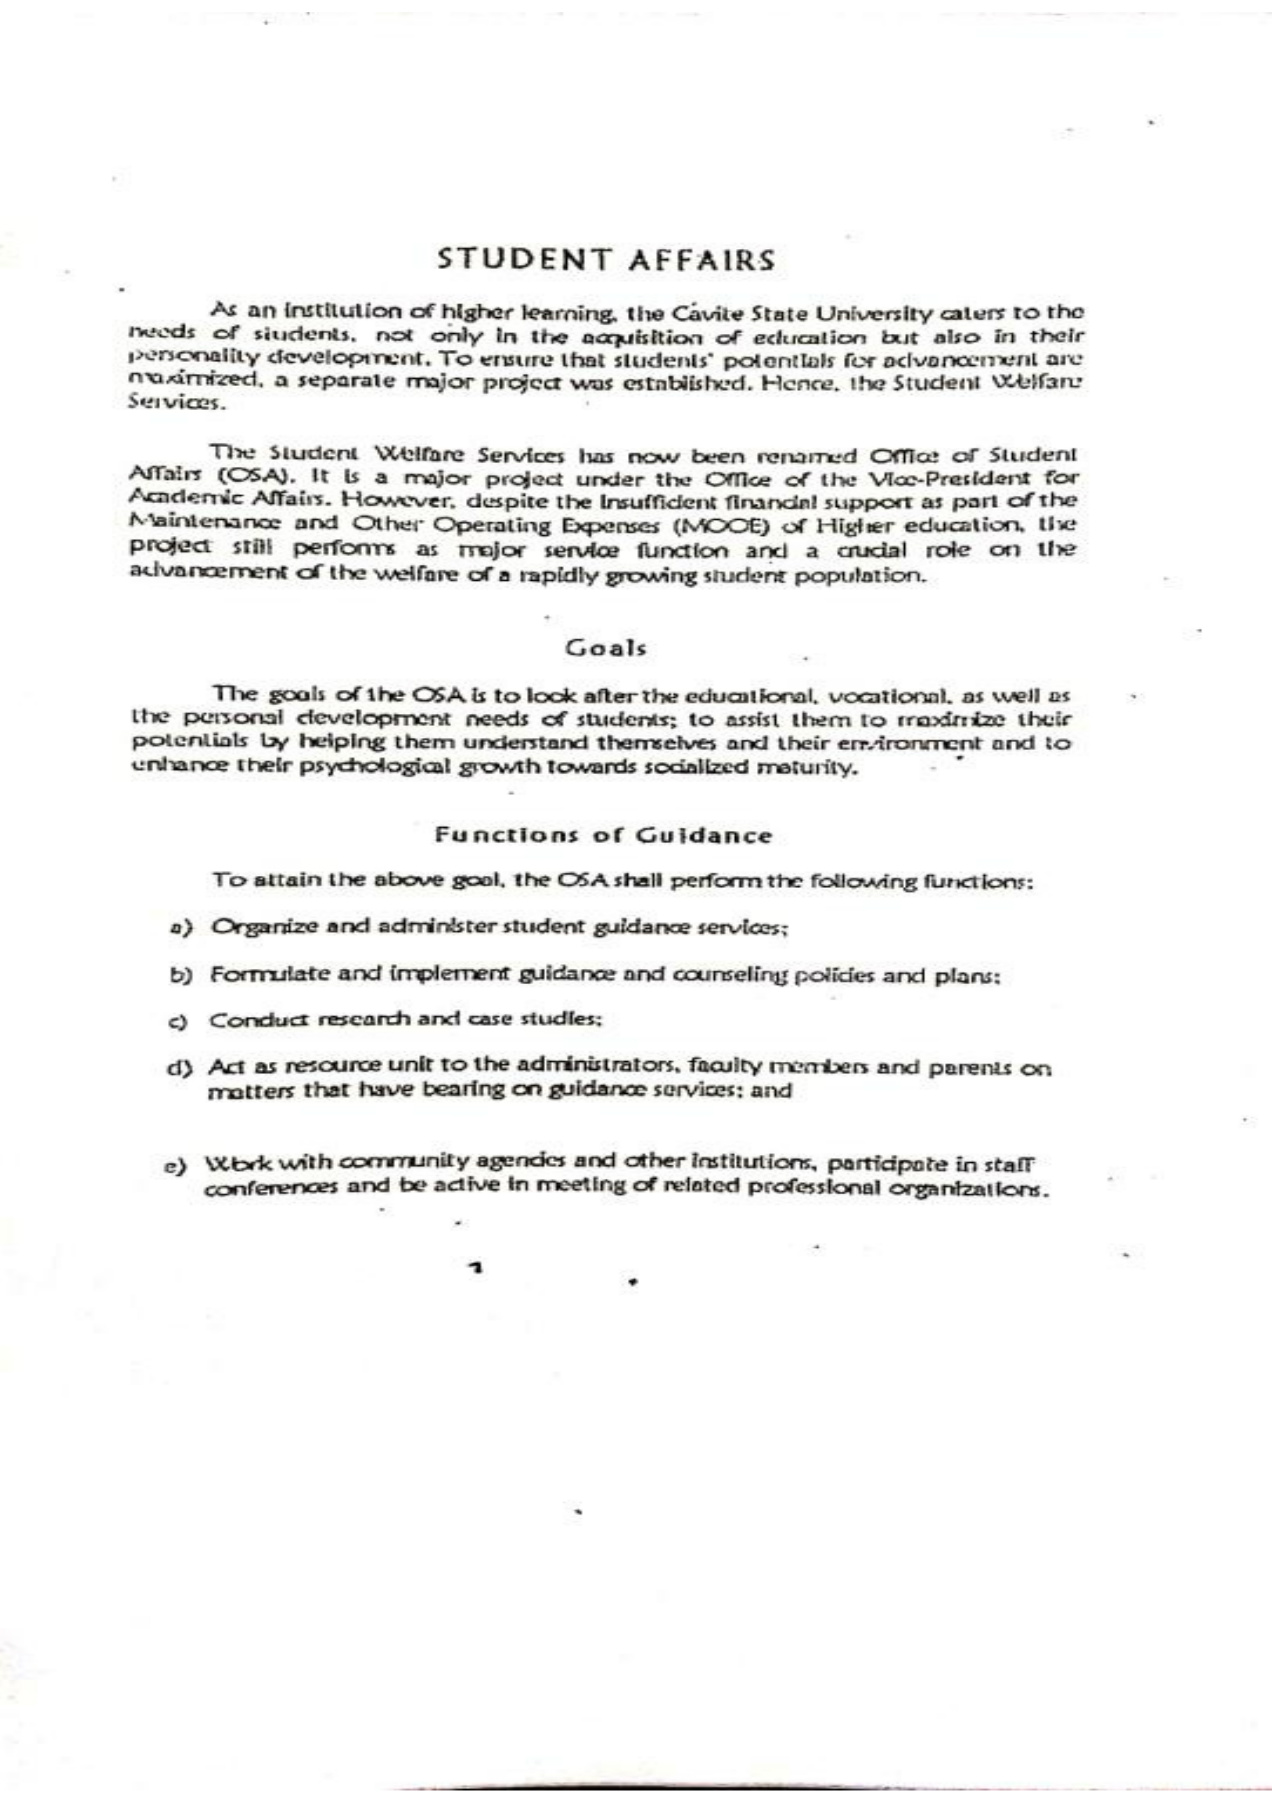 STUDENT AFFAIRS
As an institution of higher learning, the Cavite State University caters to the
needs of students, not only in the acquisition of education but also in their
personality development. To ensure that students' potentials for advancement are
maximized, a separate major project was established. Hence, the Student Welfare
Services.
The Student Welfare Services has now been renamed Office of Student
Affairs (OSA). It is a major project under the Office of the Vice-President for
Academic Affairs. However, despite the insufficient financial support as part of the
Maintenance and Other Operating Expenses (MOOE) of Higher education, the
project still performs as major service function and a crucial role on the
advancement of the welfare of a rapidly growing student population.
Goals
The goals of the OSA is to look after the educational, vocational, as well as
the personal development needs of students; to assist them to maximize their
potentials by helping them understand themselves and their environment and to
enhance their psychological growth towards socialized maturity.
Functions of Guidance
To attain the above goal, the OSA shall perform the following functions:
a) Organize and administer student guidance services;
b) Formulate and implement guidance and counseling policies and plans;
c) Conduct research and case studies;
d) Act as resource unit to the administrators, faculty members and parents on
matters that have bearing on guidance services; and
e) Work with community agencies and other institutions, participate in staff
conferences and be active in meeting of related professional organizations.